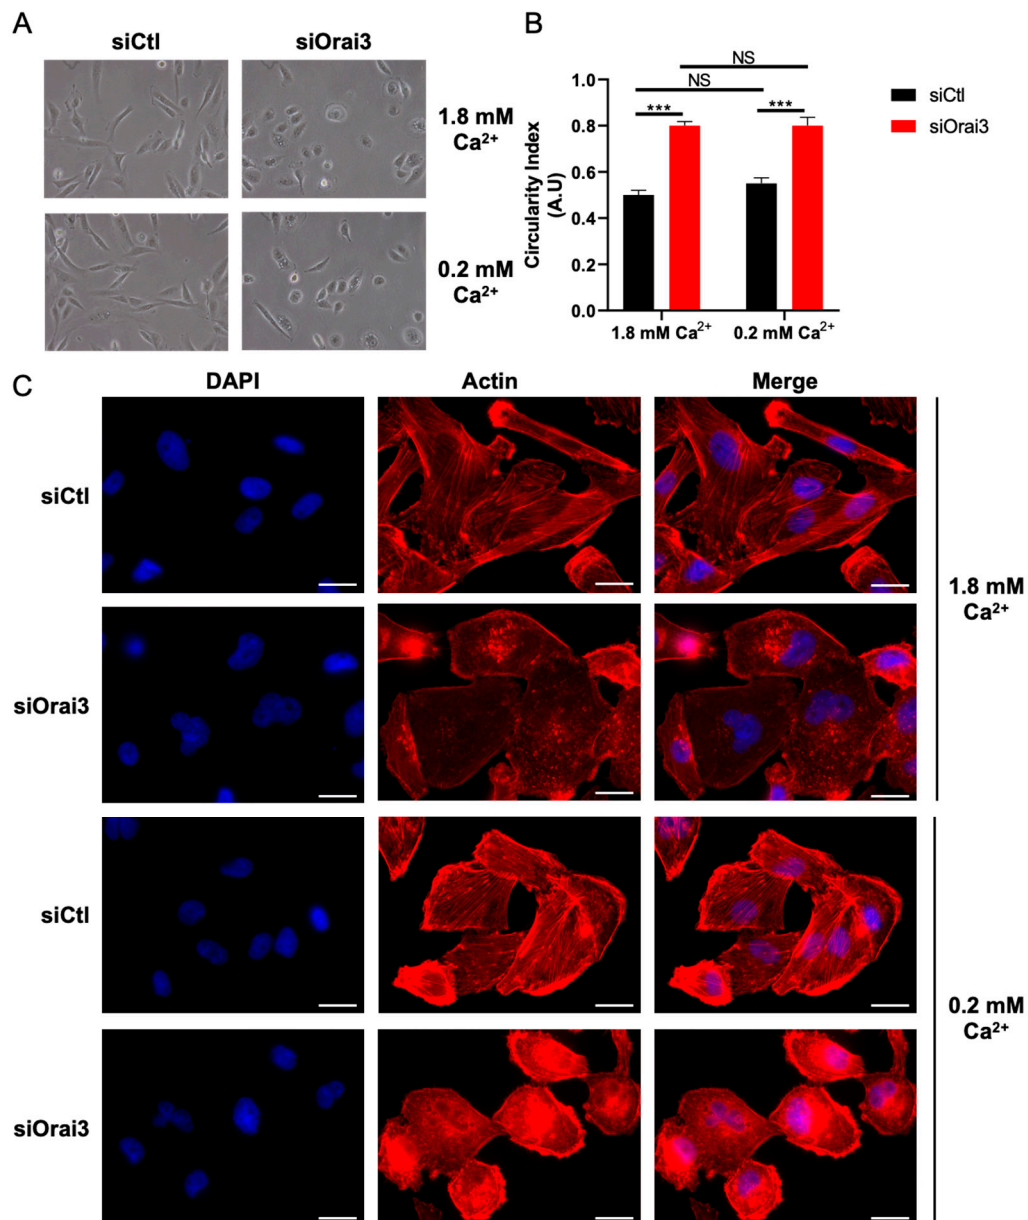 A
siCtl
siOrai3
1.8 mM
Ca²⁺
0.2 mM
Ca²⁺
B
NS
NS
***
***
siCtl
siOrai3
Circularity Index
(A.U)
1.0
0.8
0.6
0.4
0.2
0.0
1.8 mM Ca²⁺
0.2 mM Ca²⁺
C
DAPI
Actin
Merge
siCtl
siOrai3
1.8 mM
Ca²⁺
siCtl
siOrai3
0.2 mM
Ca²⁺